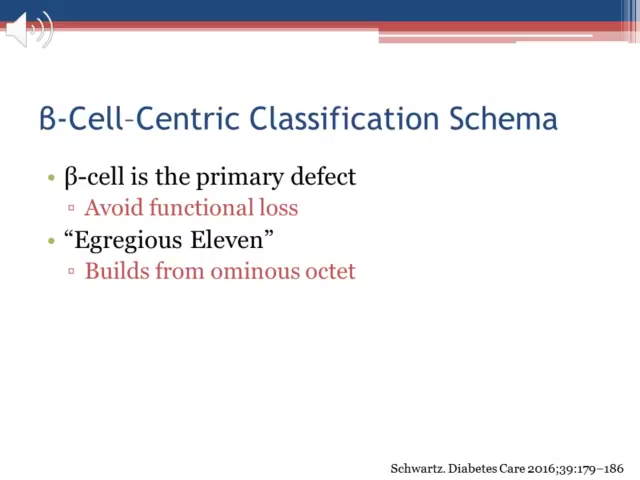 β-Cell–Centric Classification Schema
• β-cell is the primary defect
▫ Avoid functional loss
• “Egregious Eleven”
▫ Builds from ominous octet
Schwartz. Diabetes Care 2016;39:179–186